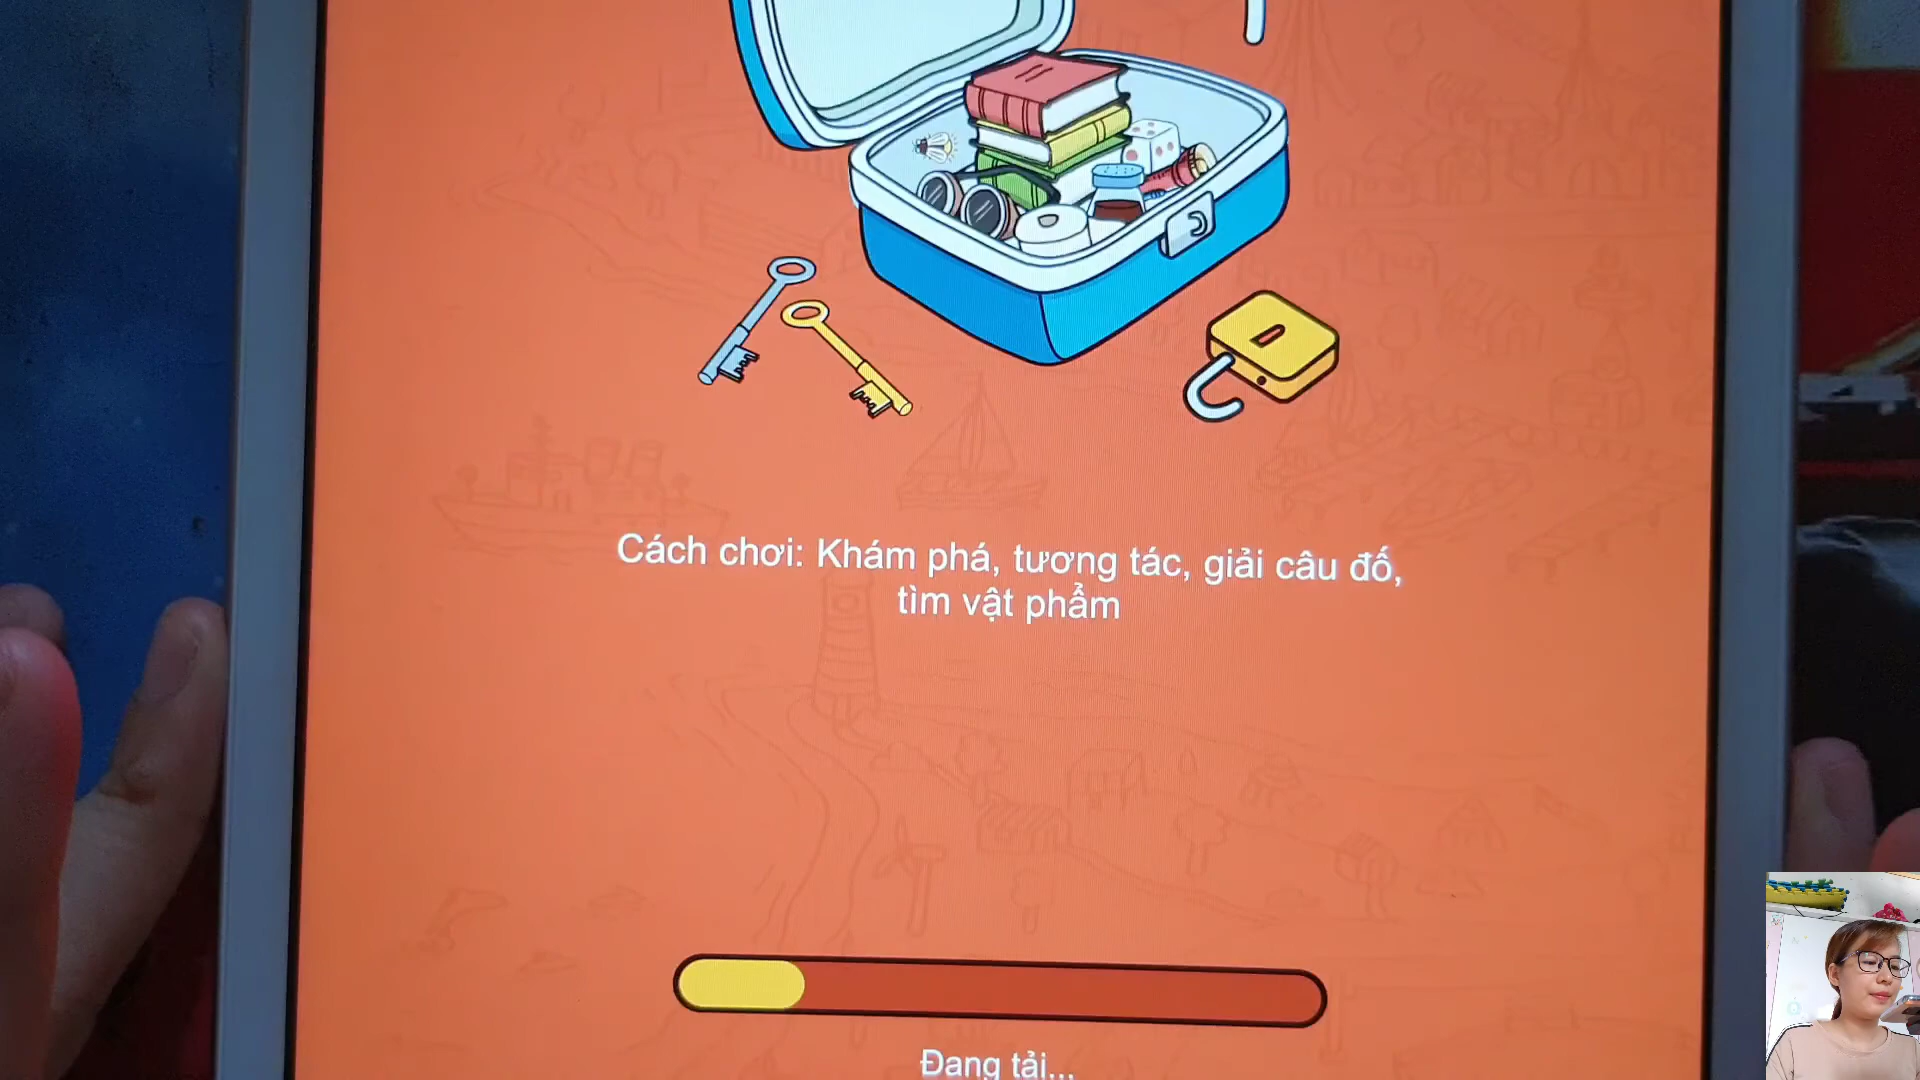 Cách chơi: Khám phá, tương tác, giải câu đố,
tìm vật phẩm
Đang tải...